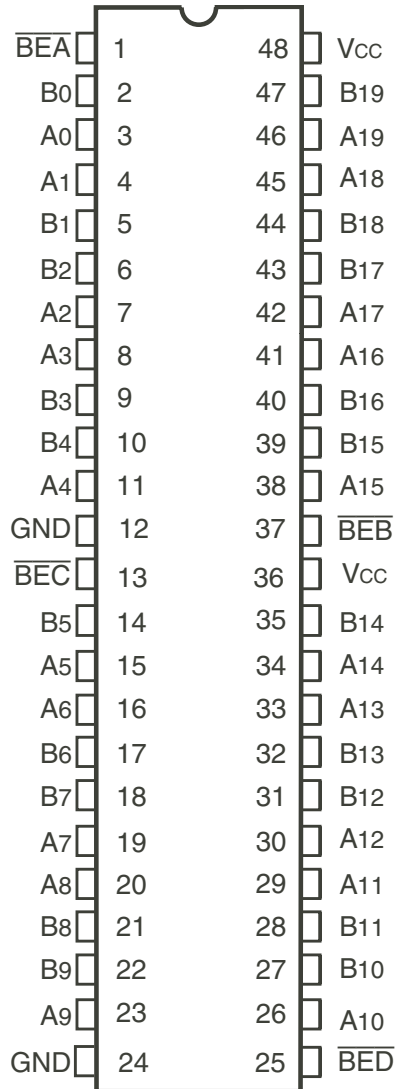 B̅E̅A̅ 1 48 VCC
B0 2 47 B19
A0 3 46 A19
A1 4 45 A18
B1 5 44 B18
B2 6 43 B17
A2 7 42 A17
A3 8 41 A16
B3 9 40 B16
B4 10 39 B15
A4 11 38 A15
GND 12 37 B̅E̅B̅
B̅E̅C̅ 13 36 VCC
B5 14 35 B14
A5 15 34 A14
A6 16 33 A13
B6 17 32 B13
B7 18 31 B12
A7 19 30 A12
A8 20 29 A11
B8 21 28 B11
B9 22 27 B10
A9 23 26 A10
GND 24 25 B̅E̅D̅